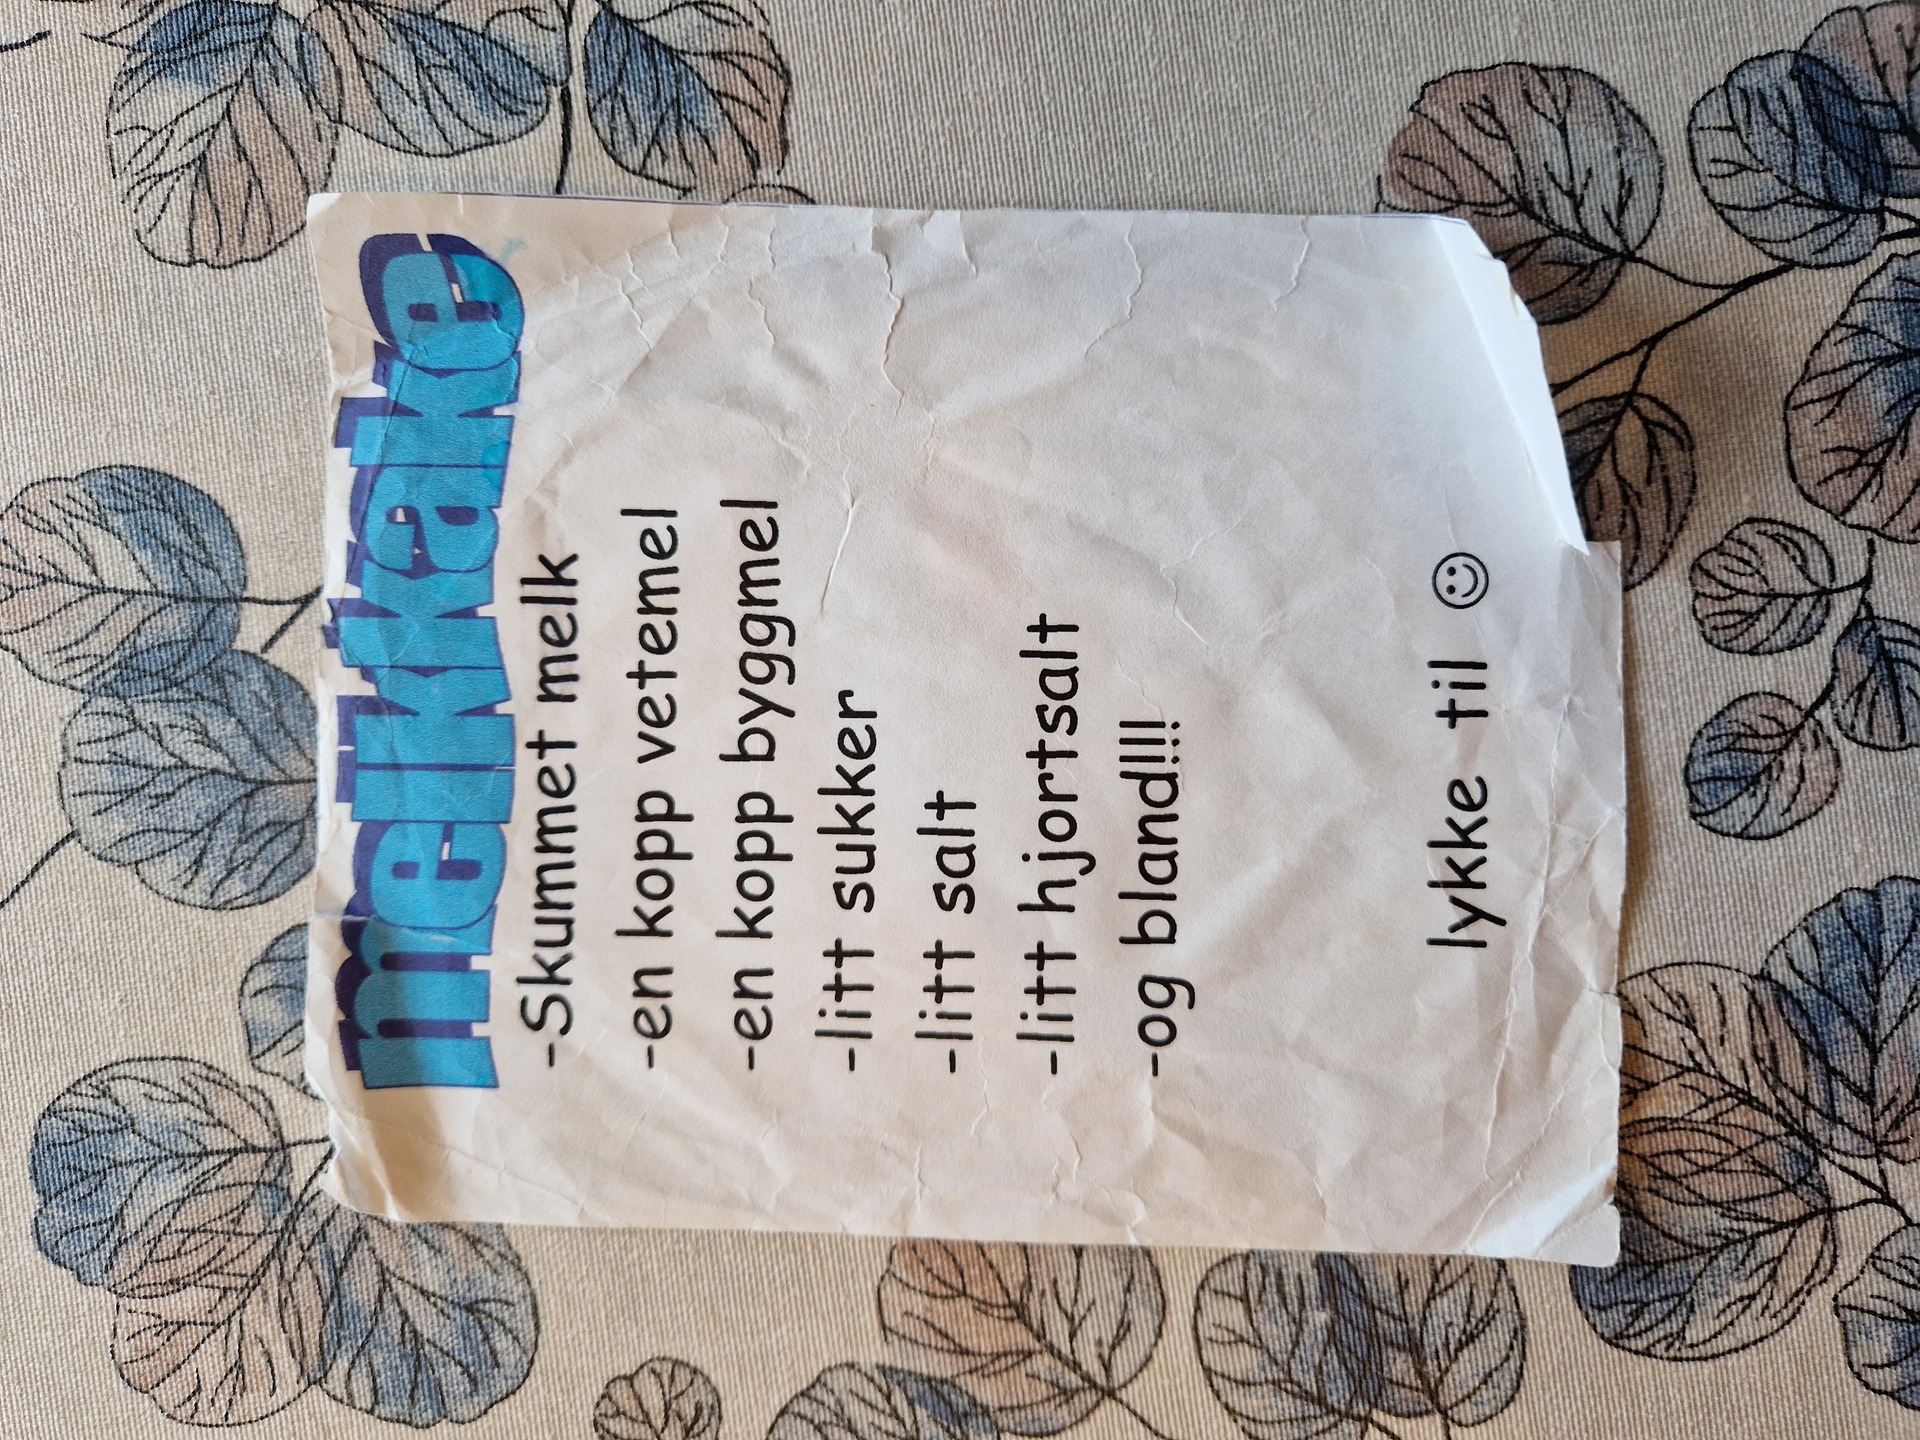 melkkake
-Skummet melk
-en kopp vetemel
-en kopp byggmel
-litt sukker
-litt salt
-litt hjortsalt
-og bland!!!
lykke til ☺